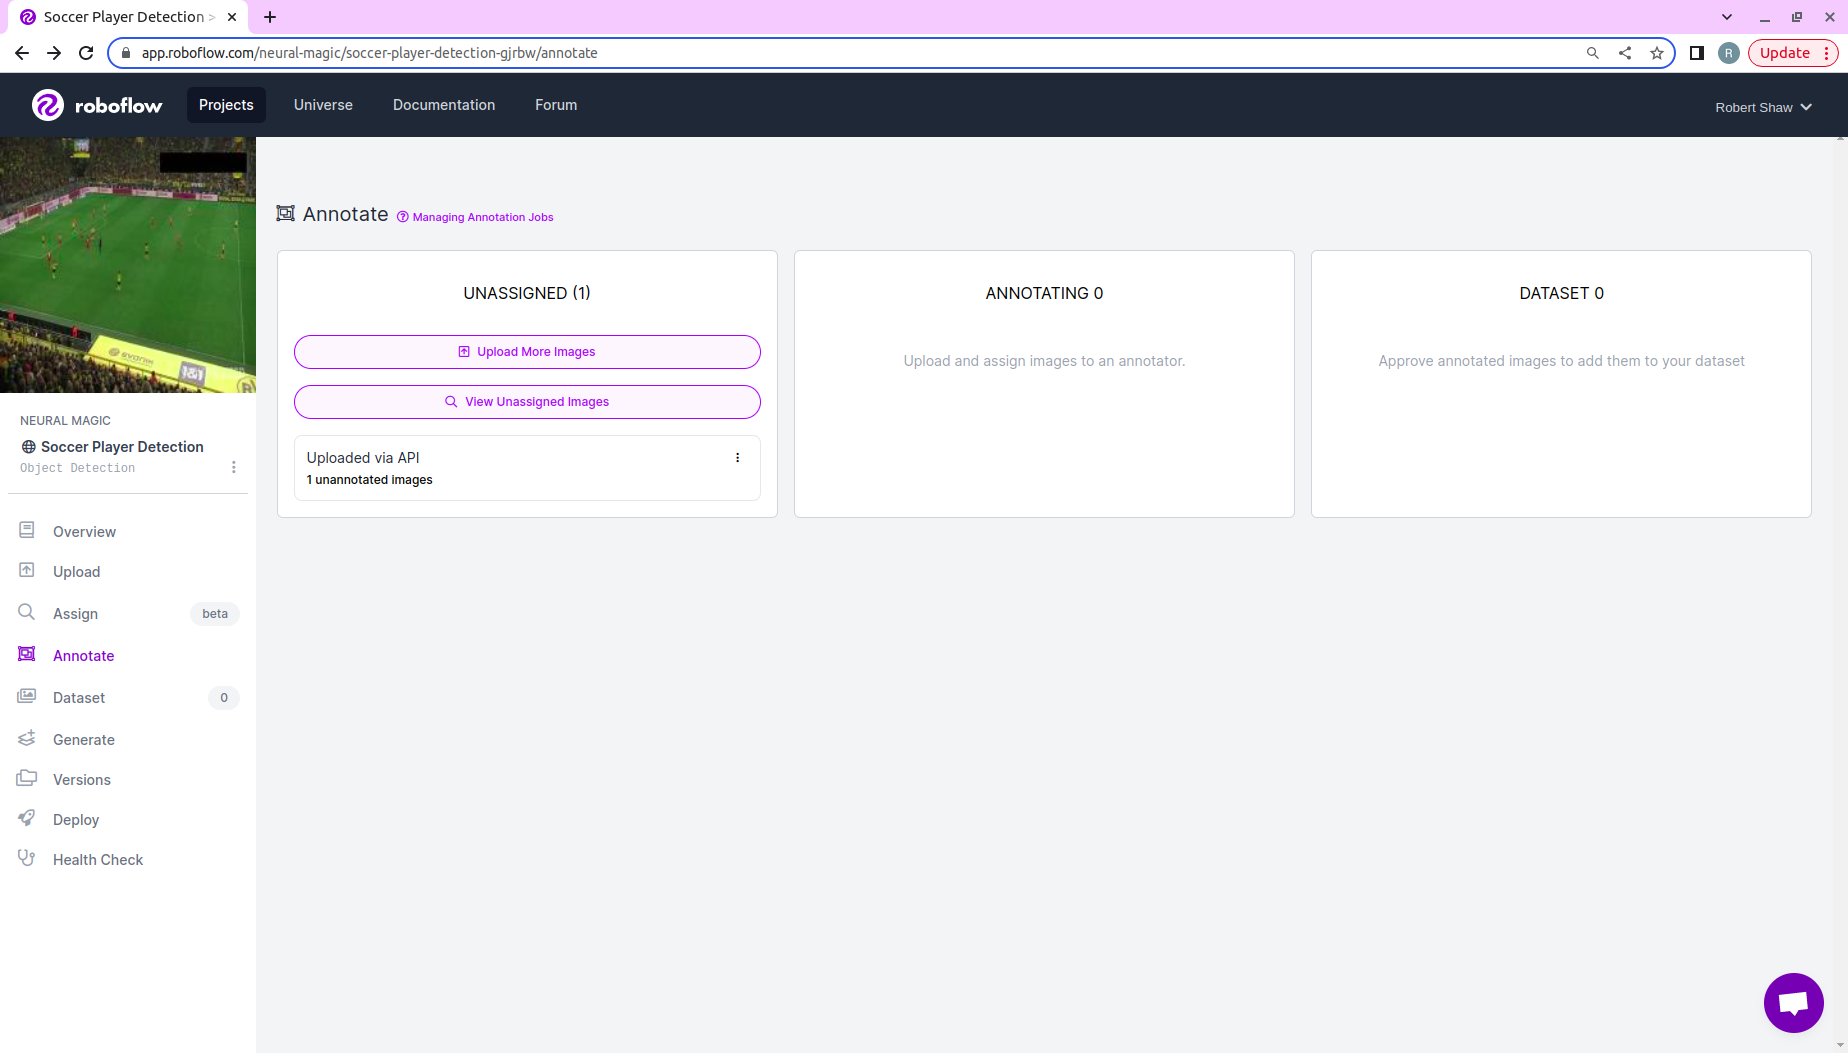 Soccer Player Detection >
app.roboflow.com/neural-magic/soccer-player-detection-gjrbw/annotate
R
Update
roboflow
Projects
Universe
Documentation
Forum
Robert Shaw
EVONIK
1&1
NEURAL MAGIC
Soccer Player Detection
Object Detection
Overview
Upload
Assign
beta
Annotate
Dataset
0
Generate
Versions
Deploy
Health Check
Annotate
Managing Annotation Jobs
UNASSIGNED (1)
Upload More Images
View Unassigned Images
Uploaded via API
1 unannotated images
ANNOTATING 0
Upload and assign images to an annotator.
DATASET 0
Approve annotated images to add them to your dataset